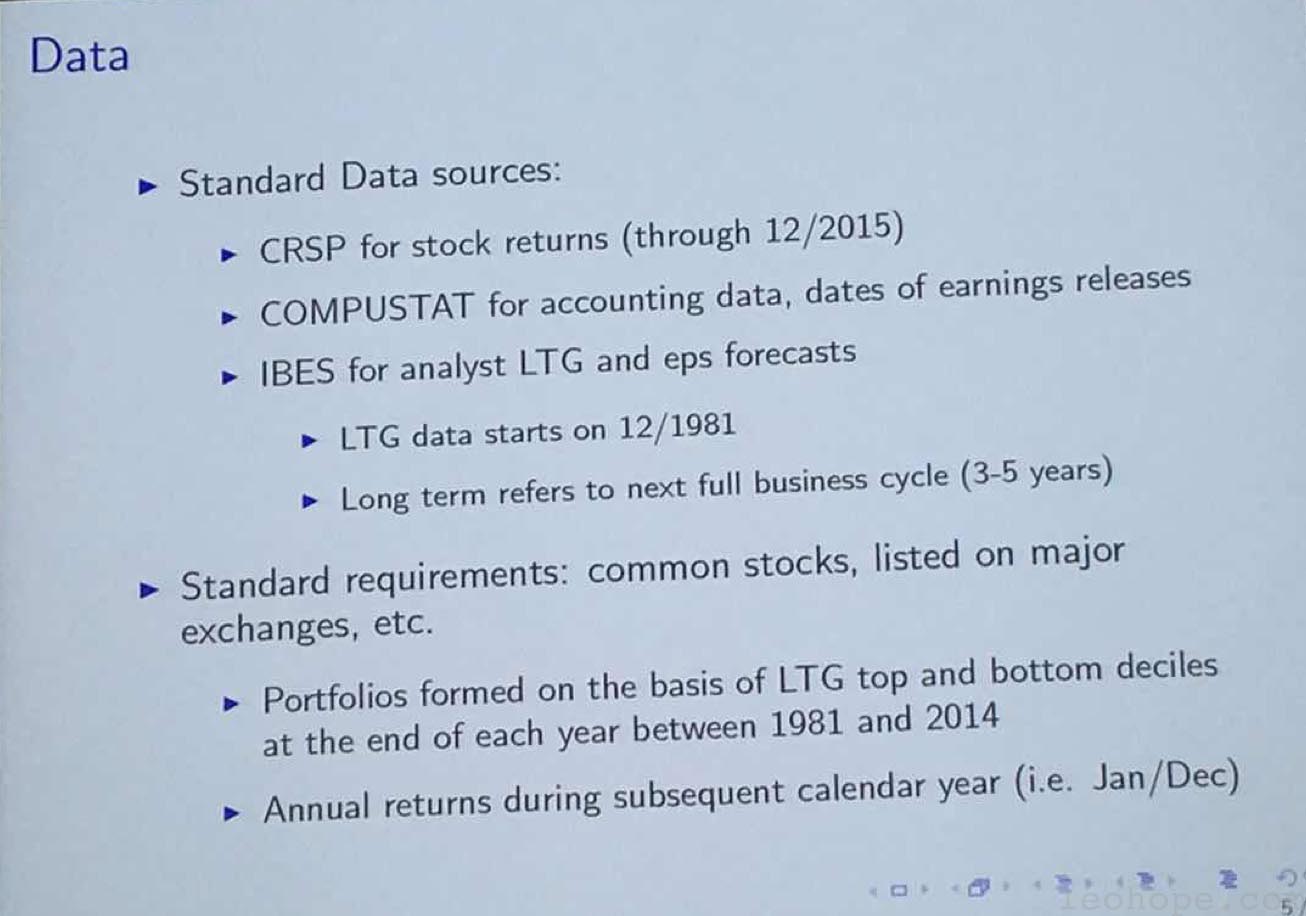 Data
Standard Data sources:
CRSP for stock returns (through 12/2015)
COMPUSTAT for accounting data, dates of earnings releases
IBES for analyst LTG and eps forecasts
LTG data starts on 12/1981
Long term refers to next full business cycle (3-5 years)
Standard requirements: common stocks, listed on major
exchanges, etc.
Portfolios formed on the basis of LTG top and bottom deciles
at the end of each year between 1981 and 2014
Annual returns during subsequent calendar year (i.e. Jan/Dec)
5 /